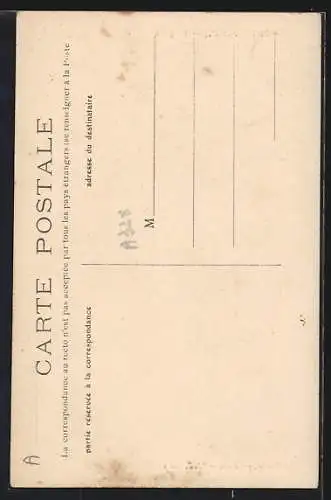 CARTE POSTALE
La correspondance au recto n'est pas acceptée par tous les pays étrangers (se renseigner à la Poste
partie réservée à la correspondance
adresse du destinataire
M
A